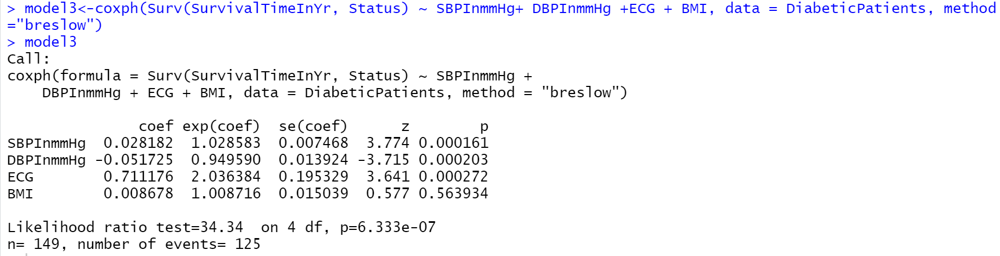 > model3<-coxph(Surv(SurvivalTimeInYr, Status) ~ SBPInmmHg+ DBPInmmHg +ECG + BMI, data = DiabeticPatients, method
="breslow")
> model3
Call:
coxph(formula = Surv(SurvivalTimeInYr, Status) ~ SBPInmmHg +
    DBPInmmHg + ECG + BMI, data = DiabeticPatients, method = "breslow")

               coef exp(coef)  se(coef)      z        p
SBPInmmHg  0.028182  1.028583  0.007468  3.774 0.000161
DBPInmmHg -0.051725  0.949590  0.013924 -3.715 0.000203
ECG        0.711176  2.036384  0.195329  3.641 0.000272
BMI        0.008678  1.008716  0.015039  0.577 0.563934

Likelihood ratio test=34.34  on 4 df, p=6.333e-07
n= 149, number of events= 125